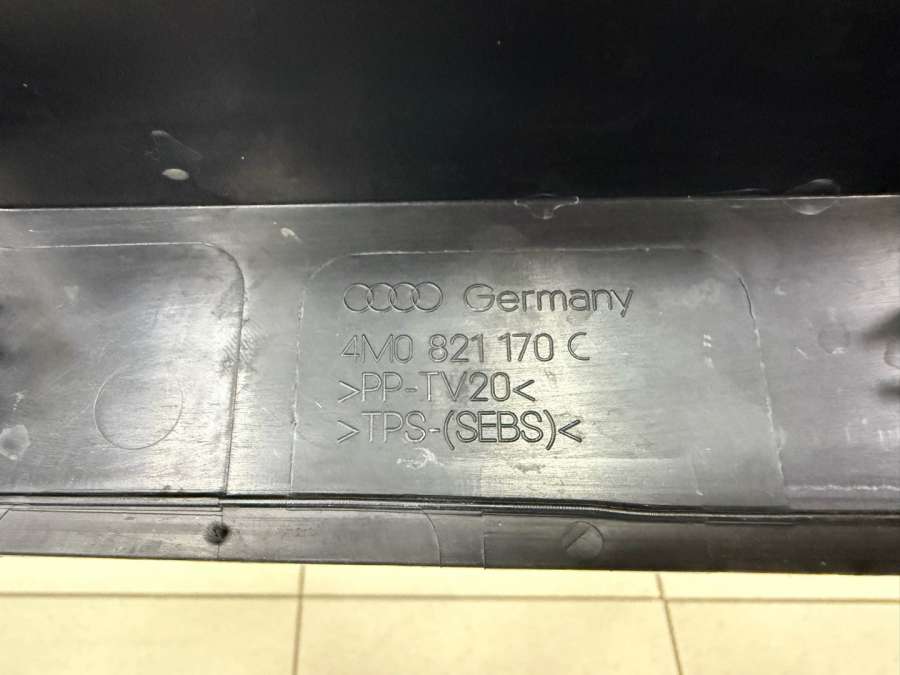 Germany
4M0 821 170 C
>PP-TV20<
>TPS-(SEBS)<